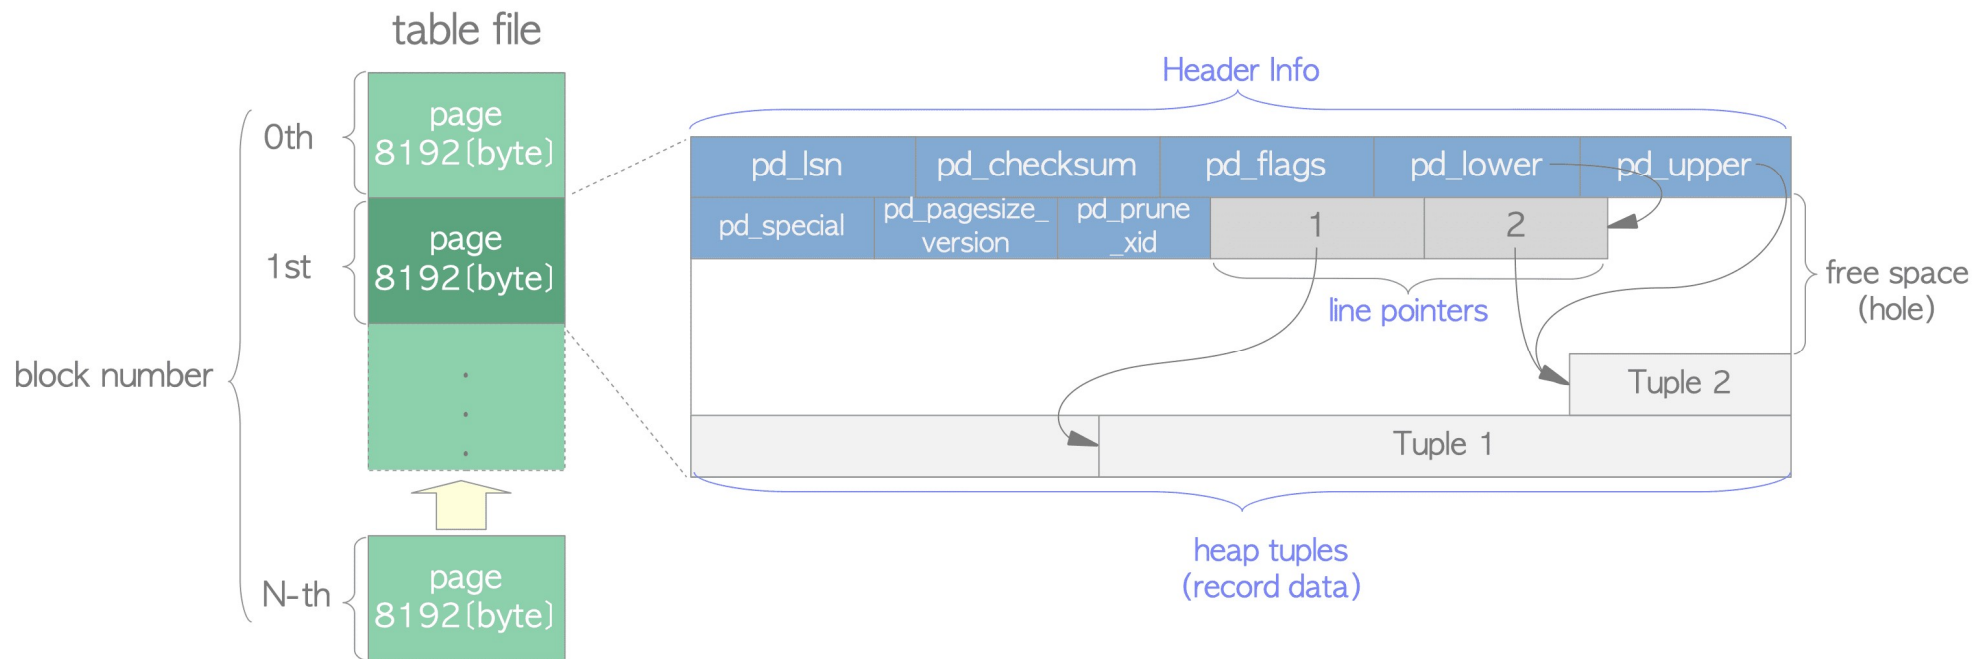 table file
block number
0th
page
8192[byte]
1st
page
8192[byte]
.
.
.
N-th
page
8192[byte]
Header Info
pd_lsn
pd_checksum
pd_flags
pd_lower
pd_upper
pd_special
pd_pagesize_
version
pd_prune
_xid
1
2
line pointers
free space
(hole)
Tuple 2
Tuple 1
heap tuples
(record data)